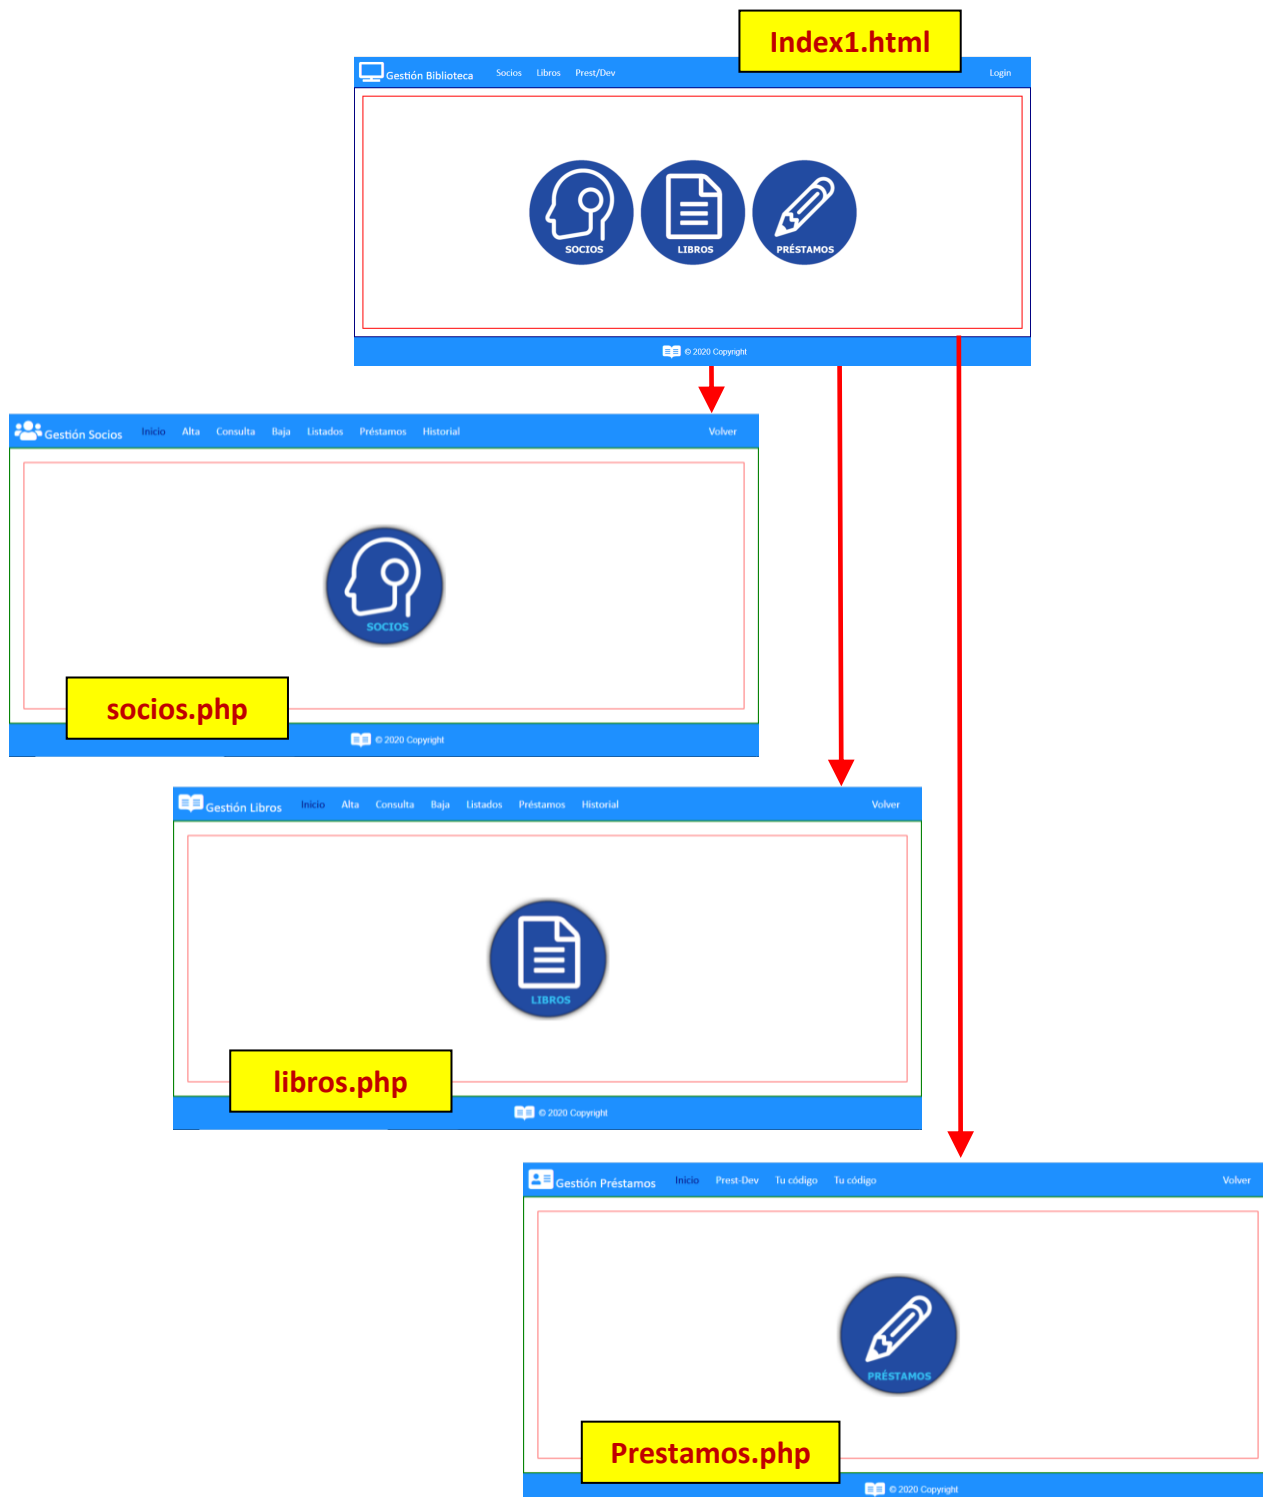 Index1.html
Gestión Biblioteca Socios Libros Prest/Dev Login
SOCIOS LIBROS PRÉSTAMOS
© 2020 Copyright
Gestión Socios Inicio Alta Consulta Baja Listados Préstamos Historial Volver
SOCIOS
socios.php
© 2020 Copyright
Gestión Libros Inicio Alta Consulta Baja Listados Préstamos Historial Volver
LIBROS
libros.php
© 2020 Copyright
Gestión Préstamos Inicio Prest-Dev Tu código Tu código Volver
PRÉSTAMOS
Prestamos.php
© 2020 Copyright